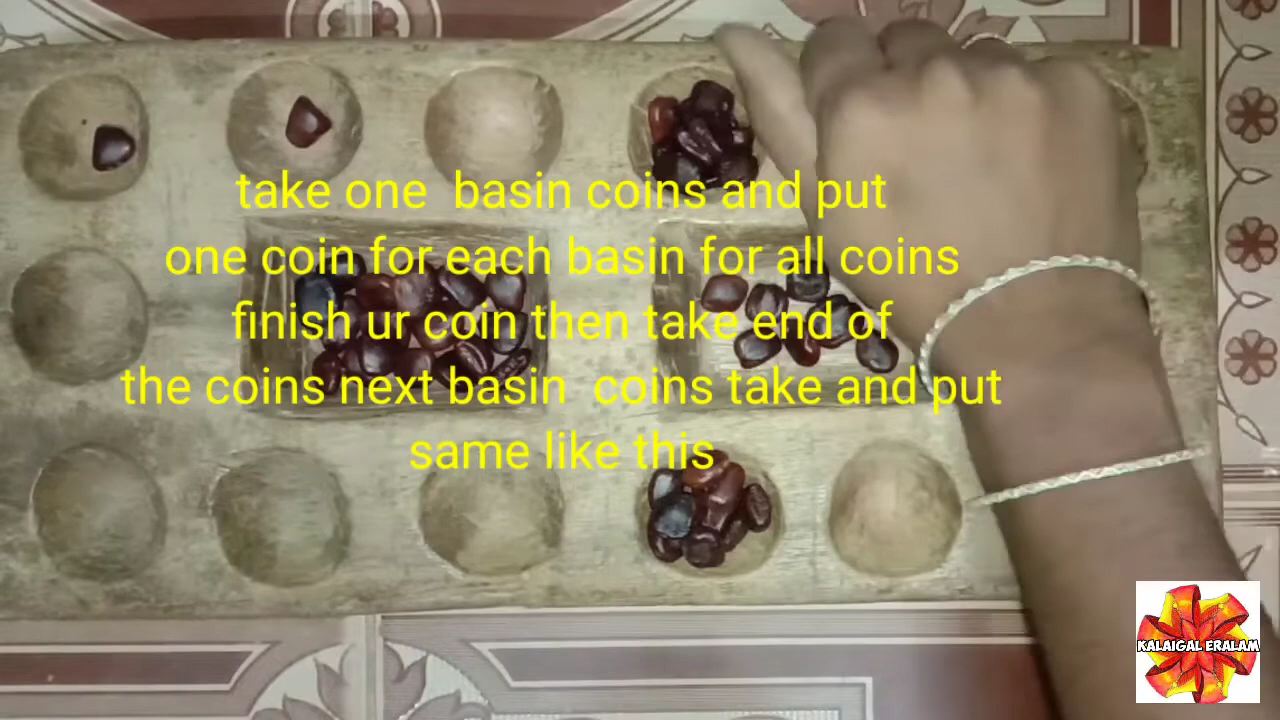 take one  basin coins and put
one coin for each basin for all coins
finish ur coin then take end of
the coins next basin  coins take and put
same like this
KALAIGAL ERALAM